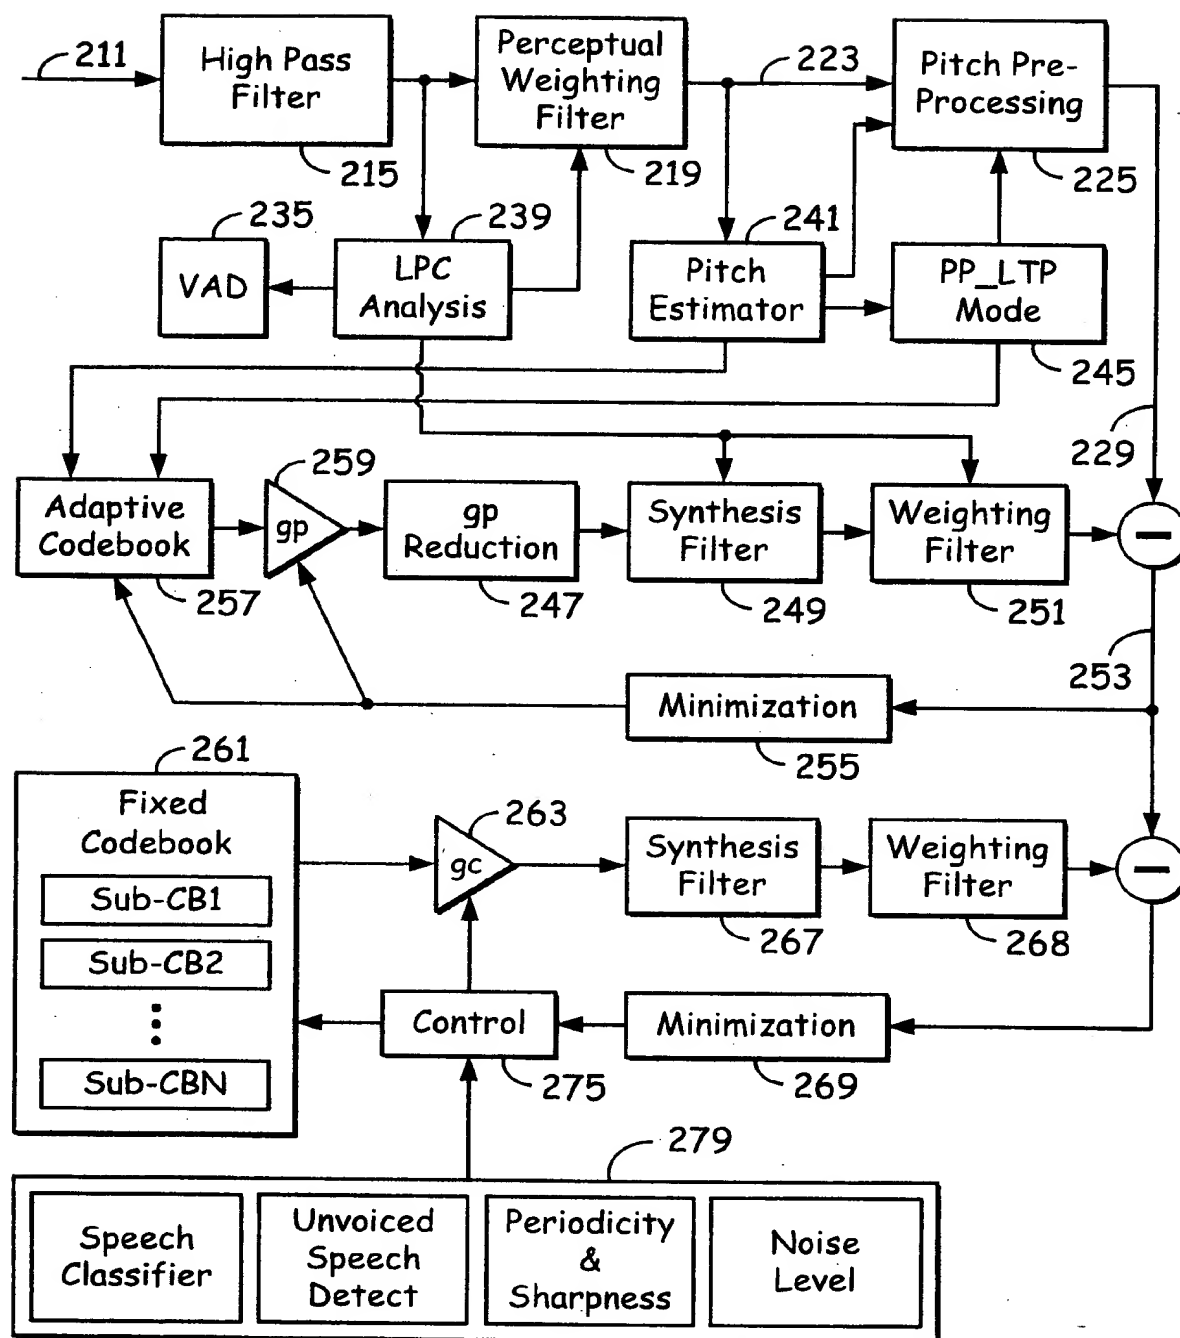 211
High Pass
Filter
215
Perceptual
Weighting
Filter
219
223
Pitch Pre-
Processing
225
235
VAD
239
LPC
Analysis
241
Pitch
Estimator
PP_LTP
Mode
245
229
Adaptive
Codebook
257
259
gp
gp
Reduction
247
Synthesis
Filter
249
Weighting
Filter
251
253
Minimization
255
261
Fixed
Codebook
Sub-CB1
Sub-CB2
Sub-CBN
263
gc
Synthesis
Filter
267
Weighting
Filter
268
Control
275
Minimization
269
279
Speech
Classifier
Unvoiced
Speech
Detect
Periodicity
&
Sharpness
Noise
Level